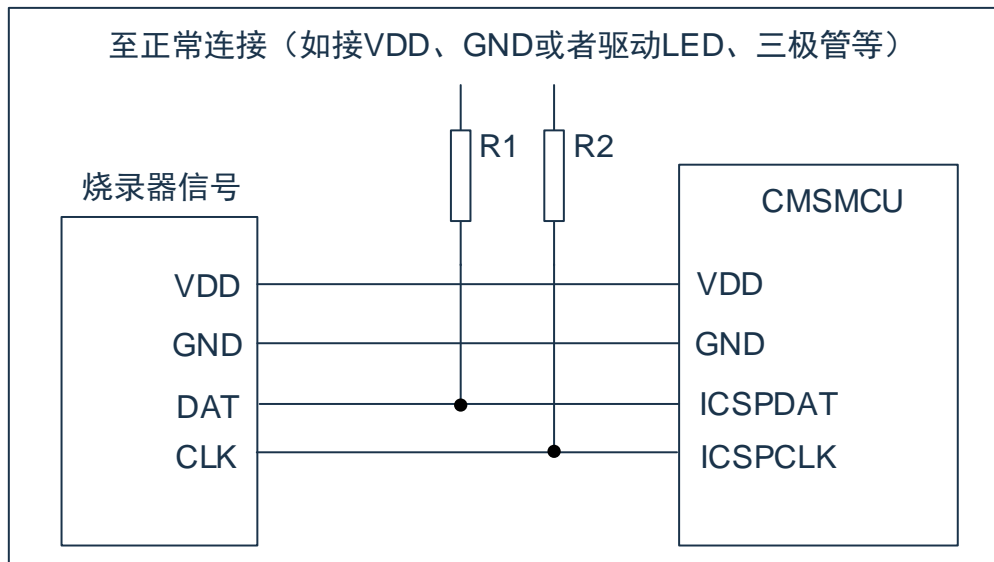 至正常连接（如接VDD、GND或者驱动LED、三极管等）
R1
R2
烧录器信号
CMSMCU
VDD
VDD
GND
GND
DAT
ICSPDAT
CLK
ICSPCLK